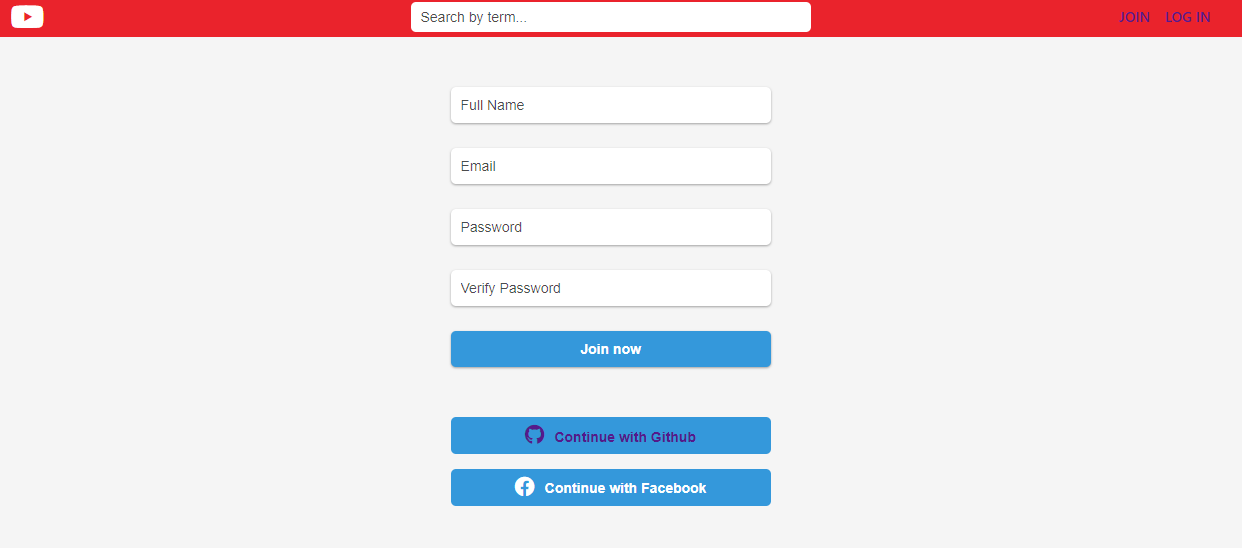 Search by term...
JOIN LOG IN
Full Name
Email
Password
Verify Password
Join now
Continue with Github
Continue with Facebook